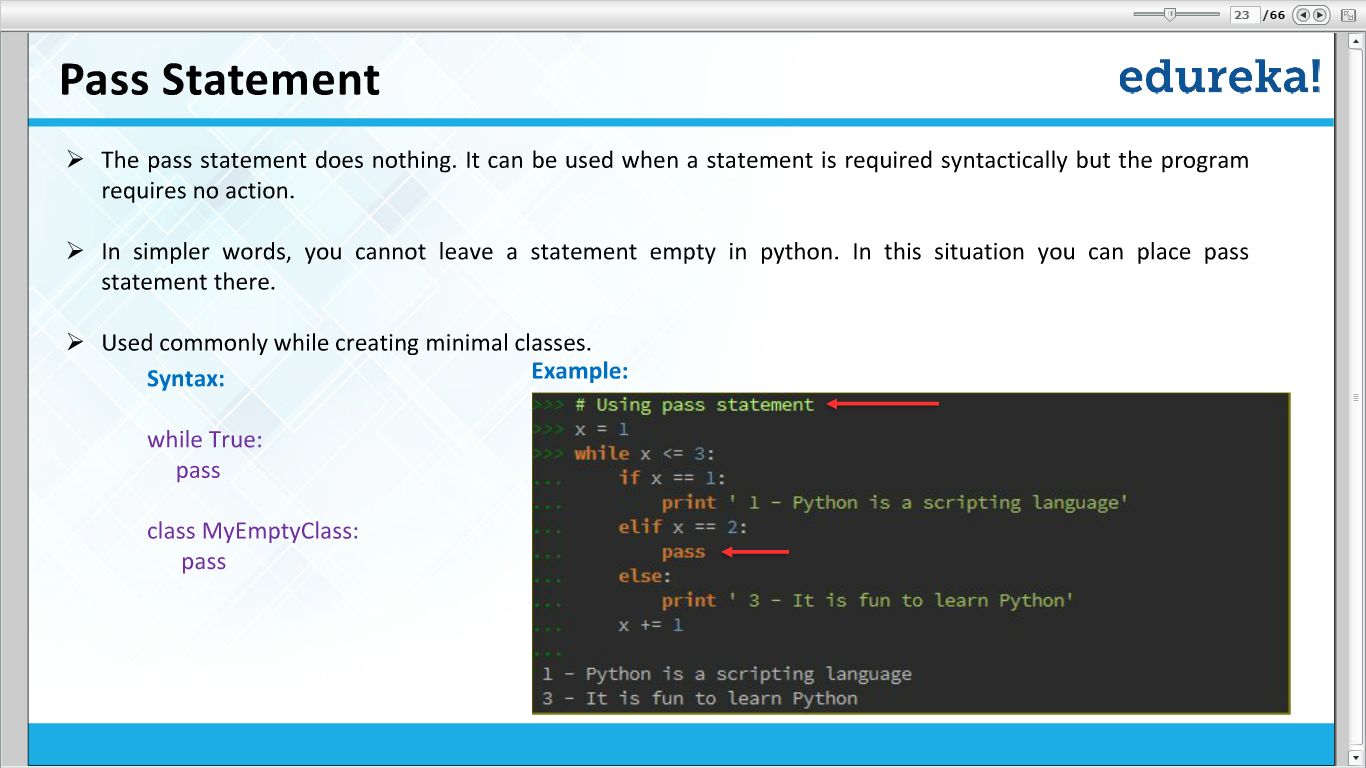 23 /66
Pass Statement
edureka!
➢ The pass statement does nothing. It can be used when a statement is required syntactically but the program
requires no action.
➢ In simpler words, you cannot leave a statement empty in python. In this situation you can place pass
statement there.
➢ Used commonly while creating minimal classes.
Syntax:
while True:
pass
class MyEmptyClass:
pass
Example:
>>> # Using pass statement
>>> x = 1
>>> while x <= 3:
...     if x == 1:
...         print ' 1 - Python is a scripting language'
...     elif x == 2:
...         pass
...     else:
...         print ' 3 - It is fun to learn Python'
...     x += 1
...
1 - Python is a scripting language
3 - It is fun to learn Python